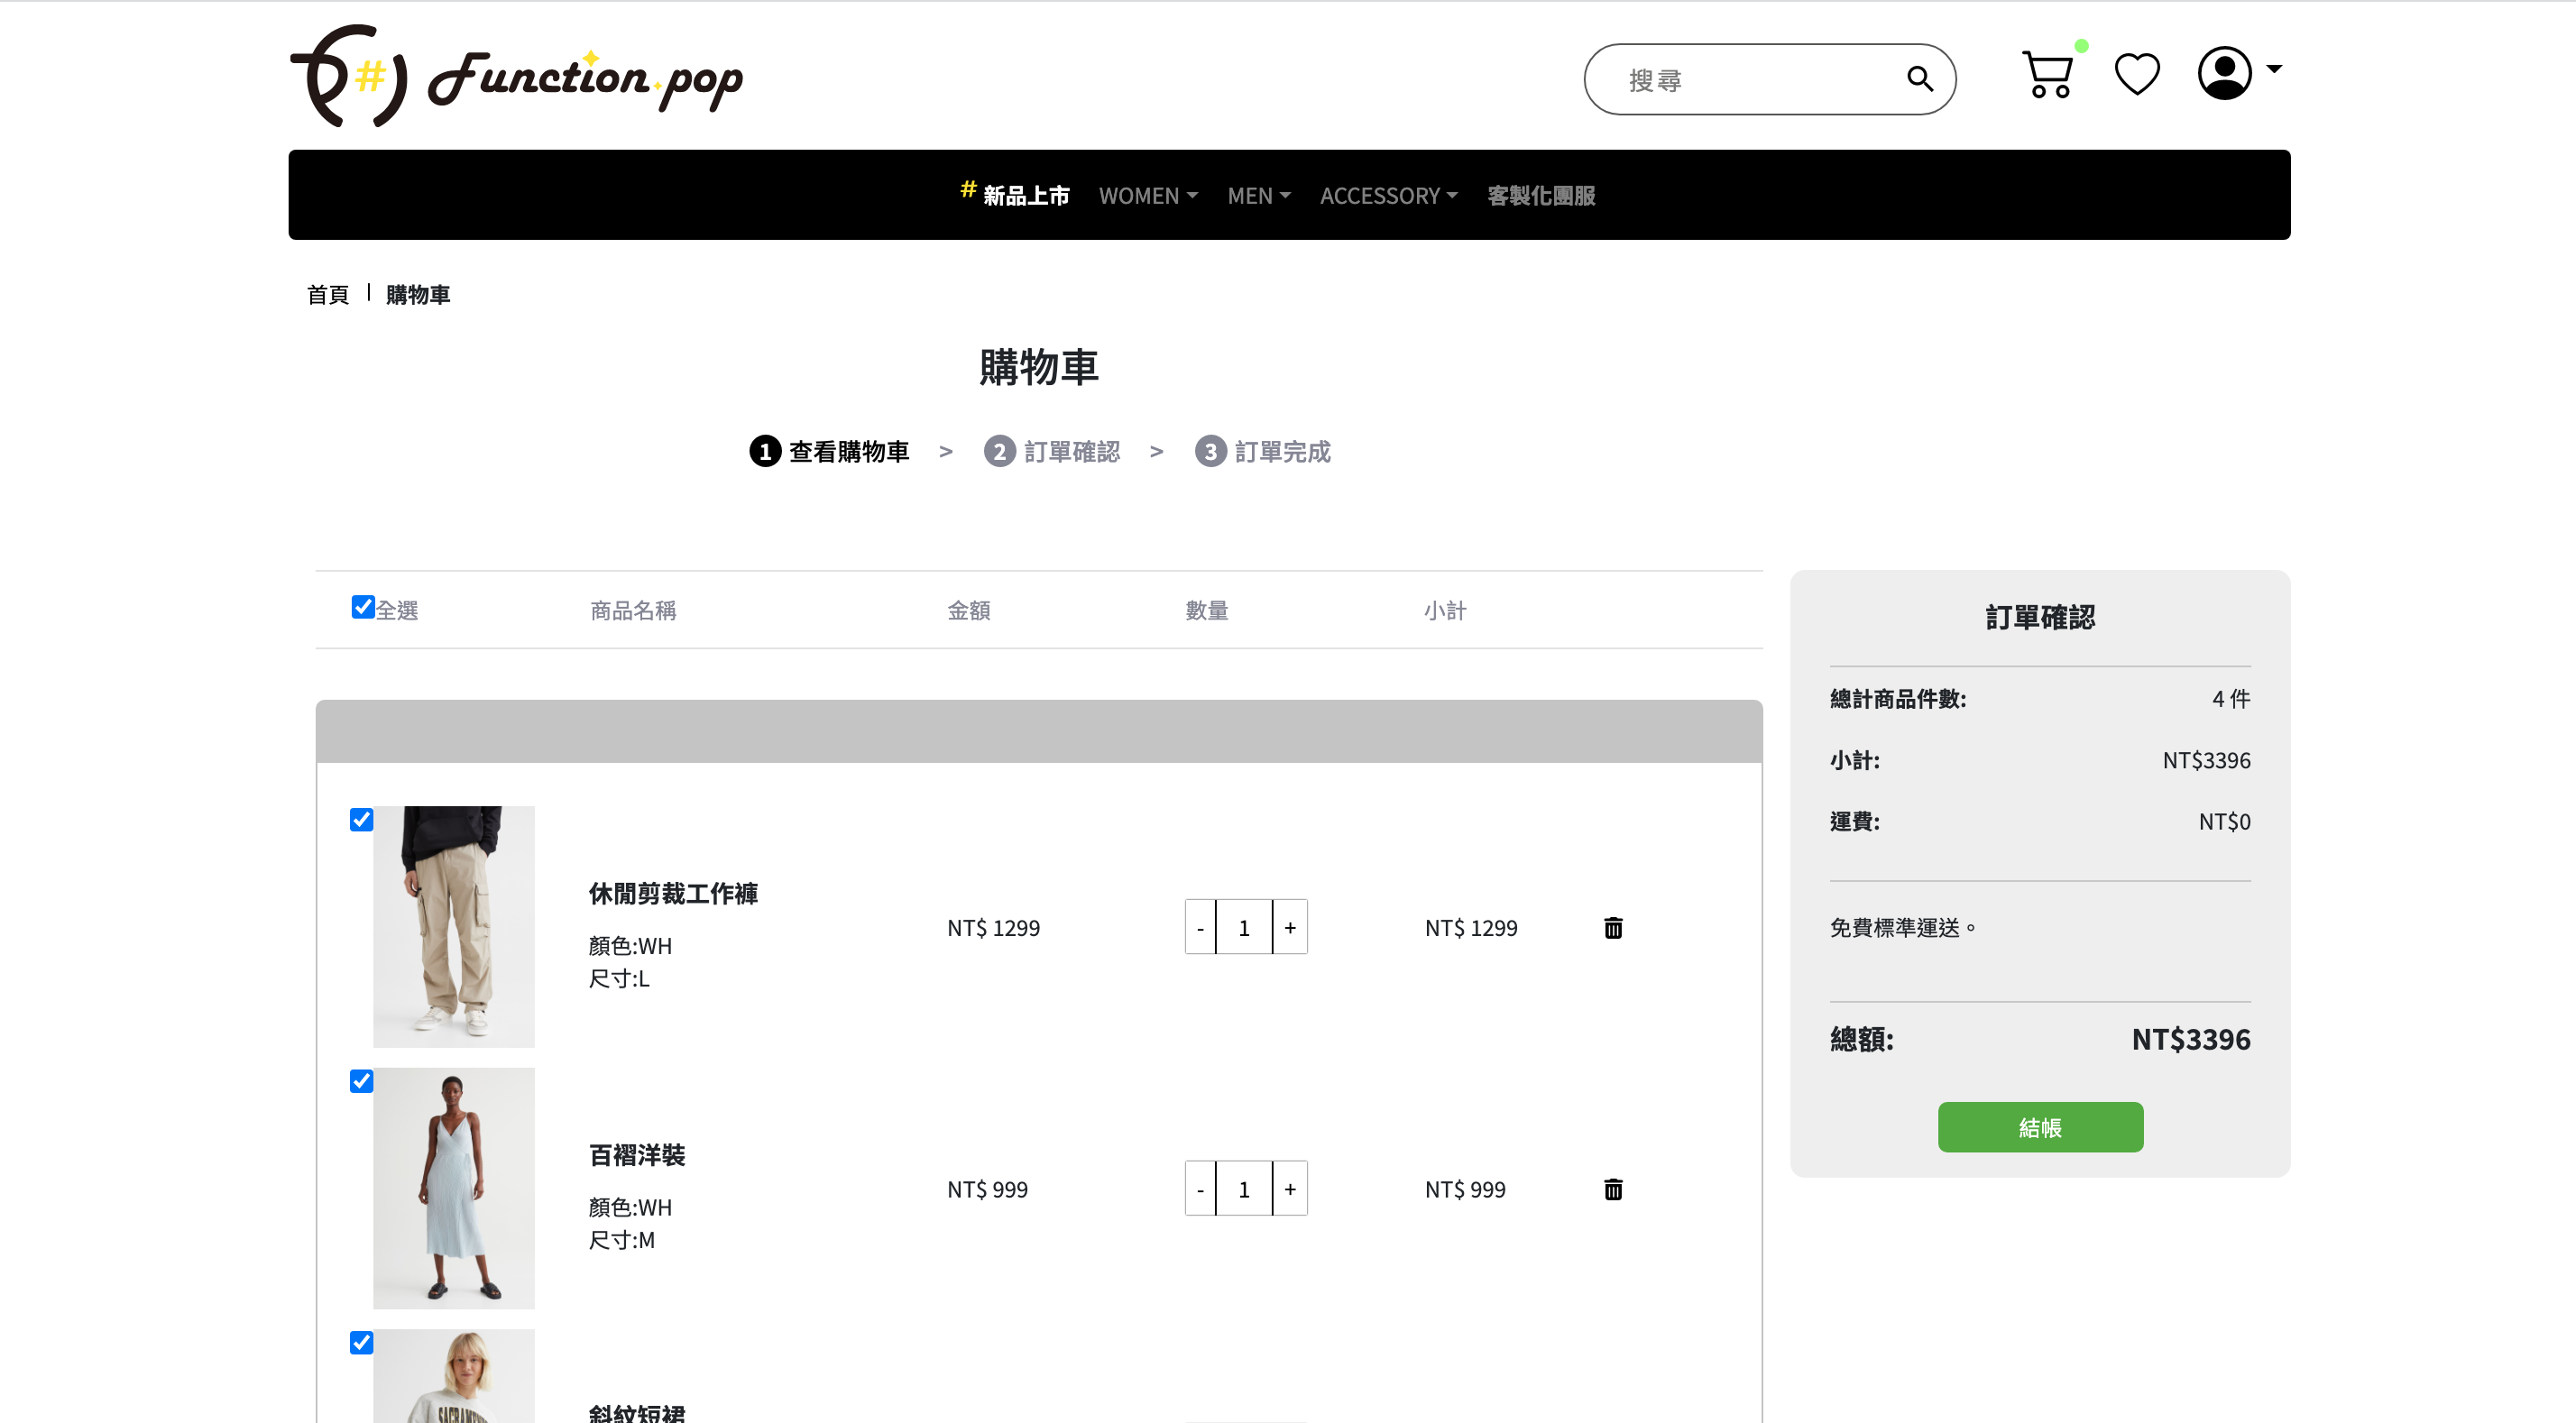 Function.pop
搜尋
# 新品上市 WOMEN MEN ACCESSORY 客製化團服
首頁 | 購物車
購物車
1 查看購物車 > 2 訂單確認 > 3 訂單完成
全選 商品名稱 金額 數量 小計
休閒剪裁工作褲
顏色:WH
尺寸:L
NT$ 1299 - 1 + NT$ 1299
百褶洋裝
顏色:WH
尺寸:M
NT$ 999 - 1 + NT$ 999
斜紋短裙
訂單確認
總計商品件數: 4 件
小計: NT$3396
運費: NT$0
免費標準運送。
總額: NT$3396
結帳